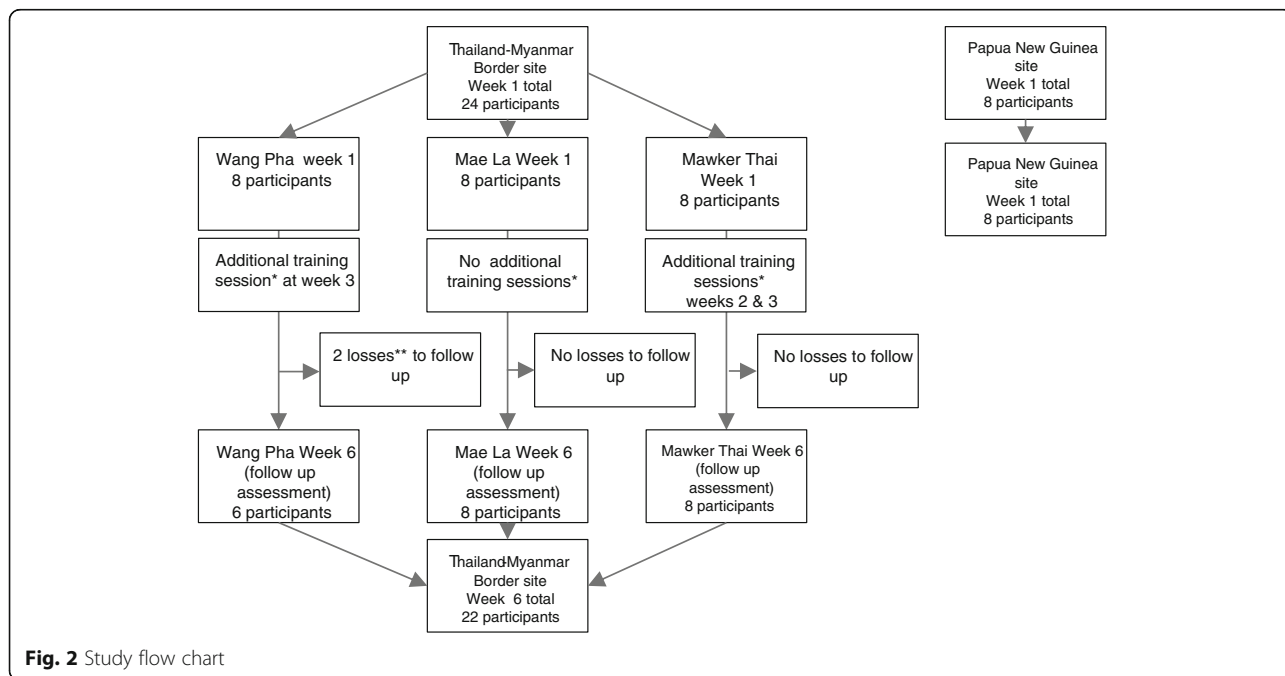 Thailand-Myanmar
Border site
Week 1 total
24 participants
Papua New Guinea
site
Week 1 total
8 participants
Wang Pha week 1
8 participants
Mae La Week 1
8 participants
Mawker Thai
Week 1
8 participants
Papua New Guinea
site
Week 1 total
8 participants
Additional training
session* at week 3
No additional
training sessions*
Additional training
sessions*
weeks 2 & 3
2 losses** to follow
up
No losses to follow
up
No losses to follow
up
Wang Pha Week 6
(follow up
assessment)
6 participants
Mae La Week 6
(follow up
assessment)
8 participants
Mawker Thai Week 6
(follow up
assessment)
8 participants
Thailand-Myanmar
Border site
Week 6 total
22 participants
Fig. 2 Study flow chart